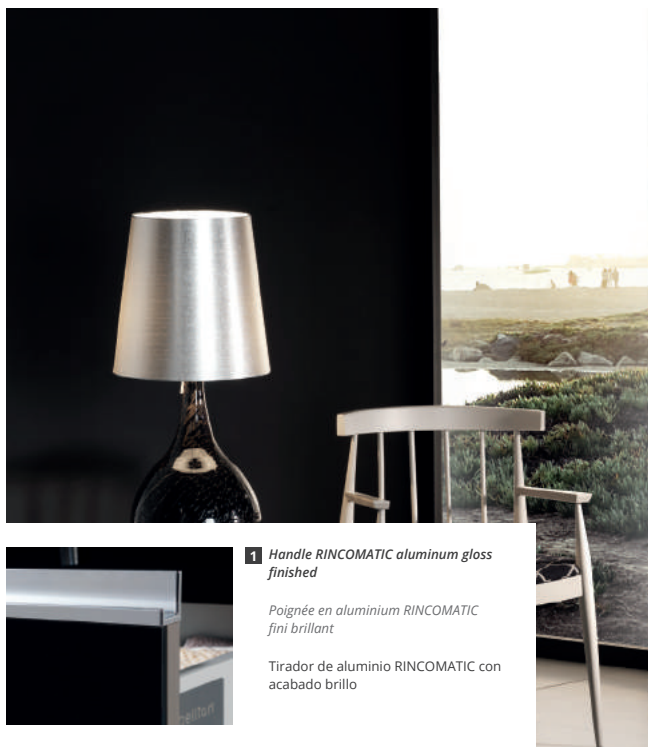 1 Handle RINCOMATIC aluminum gloss
finished
Poignée en aluminium RINCOMATIC
fini brillant
Tirador de aluminio RINCOMATIC con
acabado brillo